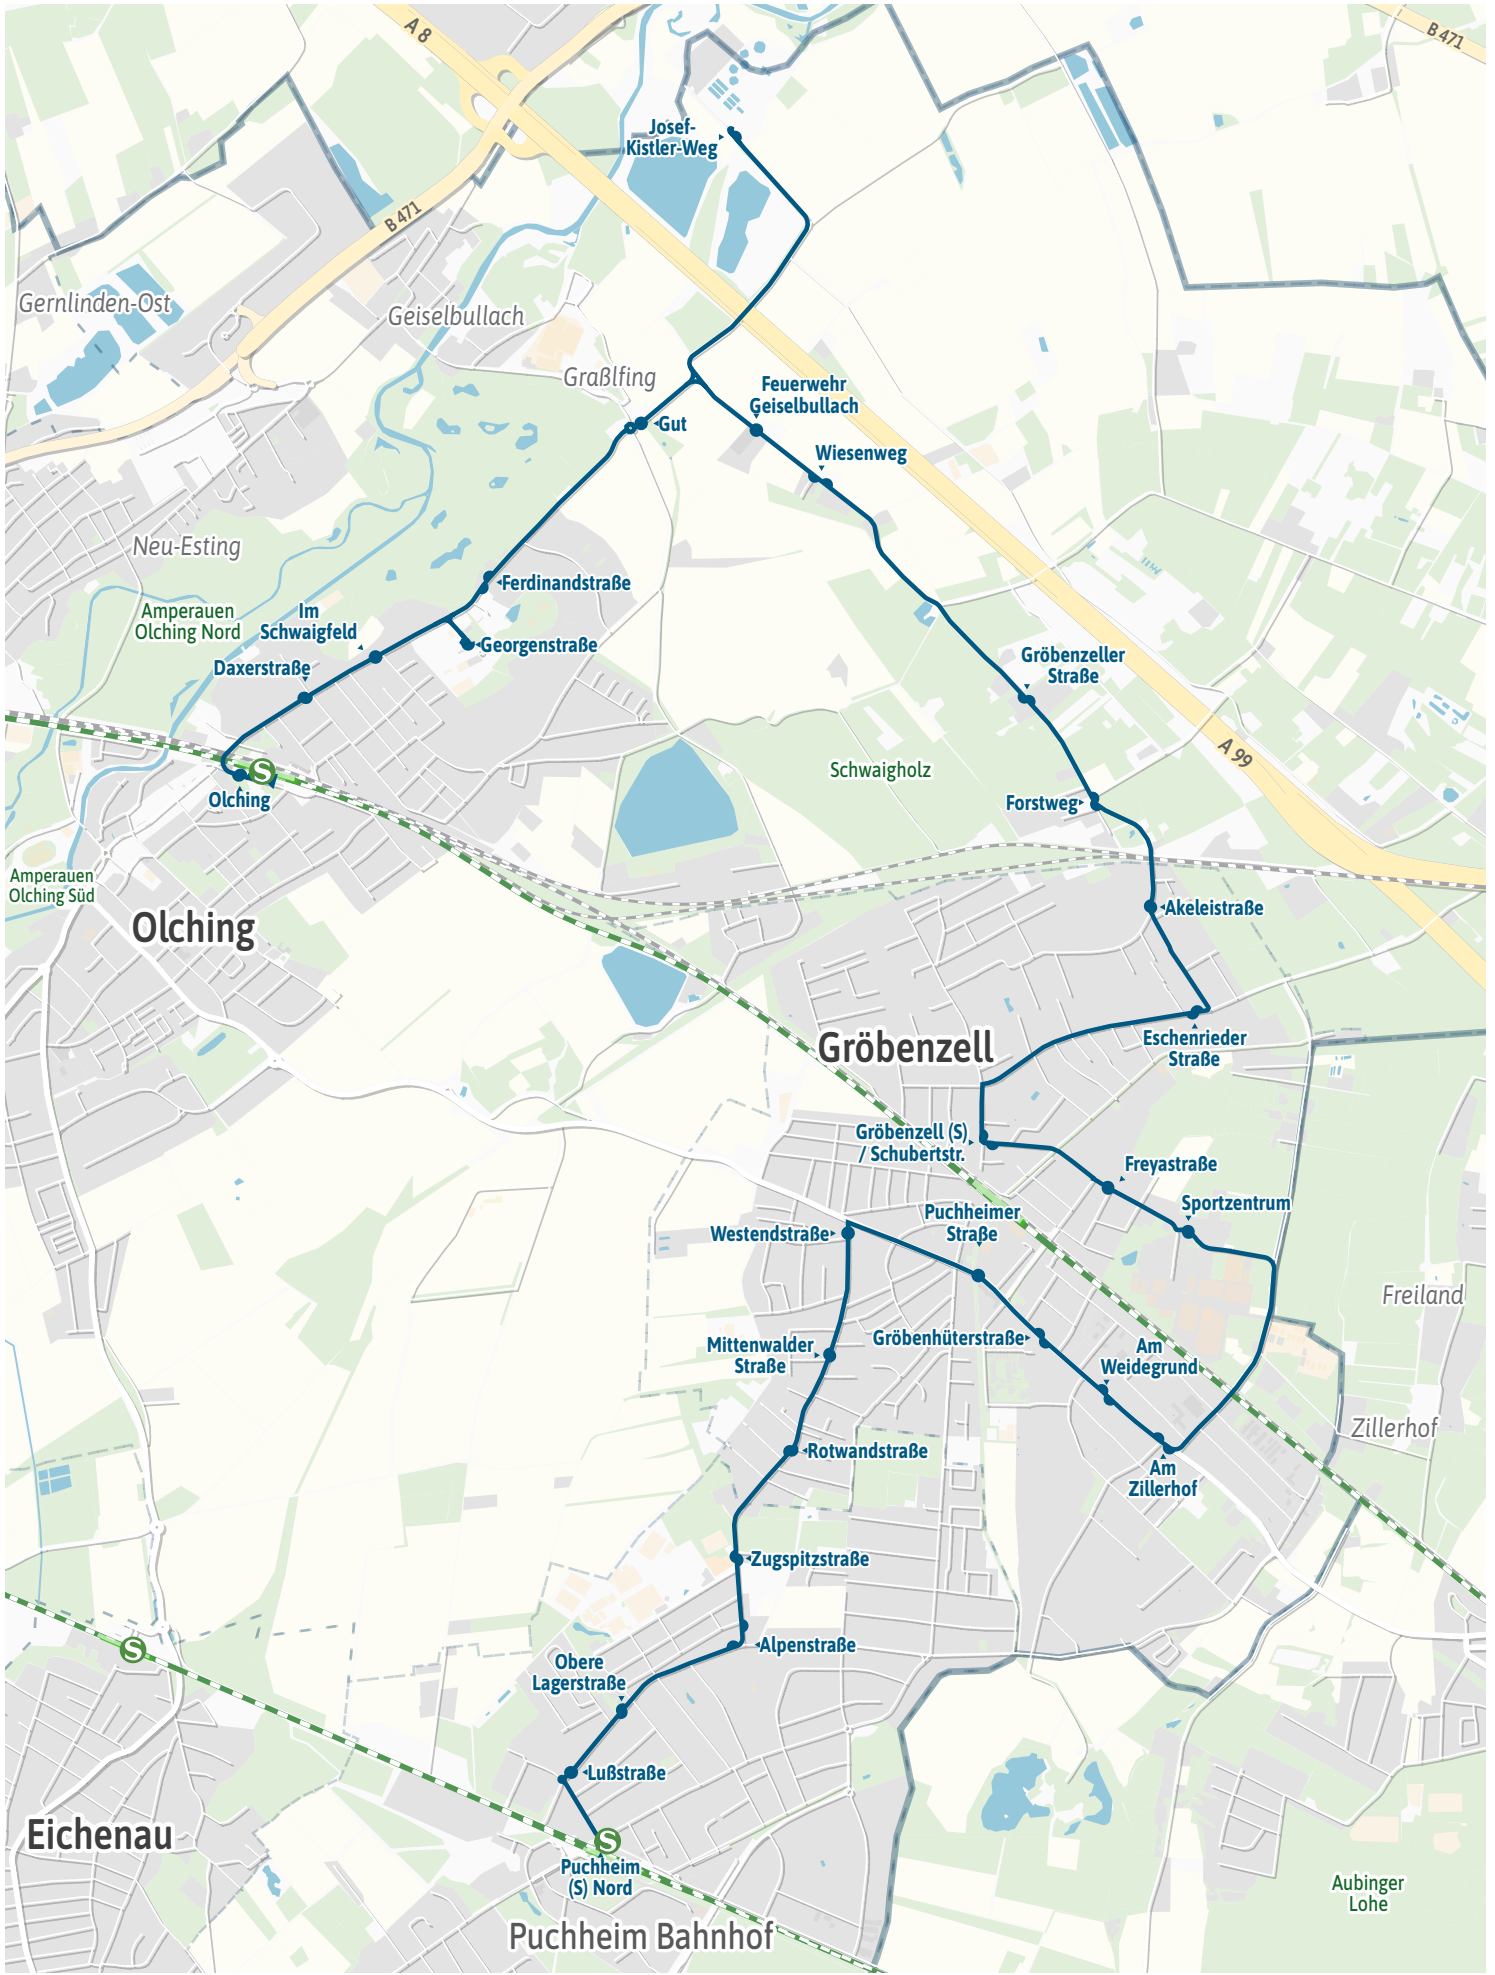 A 8
B 471
Josef-
Kistler-Weg
B 471
Gernlinden-Ost
Geiselbullach
Graßlfing
Feuerwehr
Geiselbullach
Gut
Wiesenweg
Neu-Esting
Ferdinandstraße
Amperauen
Olching Nord
Im
Schwaigfeld
Georgenstraße
Daxerstraße
Gröbenzeller
Straße
A 99
Schwaigholz
S
Olching
Forstweg
Amperauen
Olching Süd
Olching
Akeleistraße
Gröbenzell
Eschenrieder
Straße
Gröbenzell (S)
/ Schubertstr.
Freyastraße
Sportzentrum
Puchheimer
Straße
Westendstraße
Freiland
Gröbenhüterstraße
Mittenwalder
Straße
Am
Weidegrund
Zillerhof
Rotwandstraße
Am
Zillerhof
Zugspitzstraße
S
Alpenstraße
Obere
Lagerstraße
Lußstraße
Eichenau
S
Puchheim
(S) Nord
Aubinger
Lohe
Puchheim Bahnhof